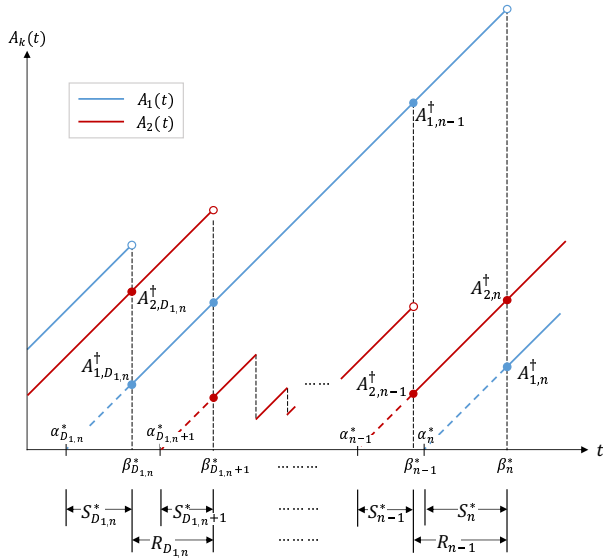 A_k(t)
A_1(t)
A_2(t)
A^†_{1,n−1}
A^†_{2,D_{1,n}}
A^†_{2,n}
A^†_{1,D_{1,n}}
A^†_{2,n−1}
A^†_{1,n}
……
α^*_{D_{1,n}} α^*_{D_{1,n}+1} α^*_{n−1} α^*_n
t
β^*_{D_{1,n}} β^*_{D_{1,n}+1} ……… β^*_{n−1} β^*_n
S^*_{D_{1,n}} S^*_{D_{1,n}+1} ……… S^*_{n−1} S^*_n
R_{D_{1,n}} ……… R_{n−1}